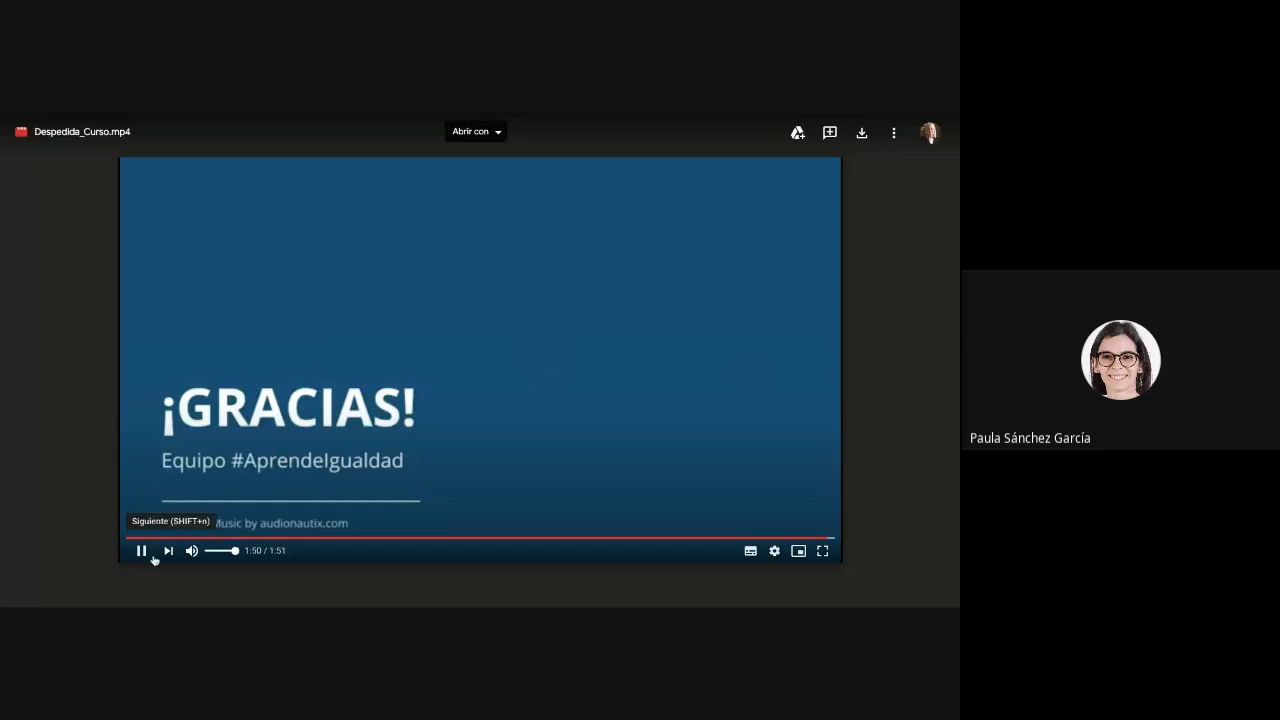 Despedida_Curso.mp4
Abrir con
¡GRACIAS!
Equipo #AprendeIgualdad
Siguiente (SHIFT+n)
Music by audionautix.com
1:50 / 1:51
Paula Sánchez García